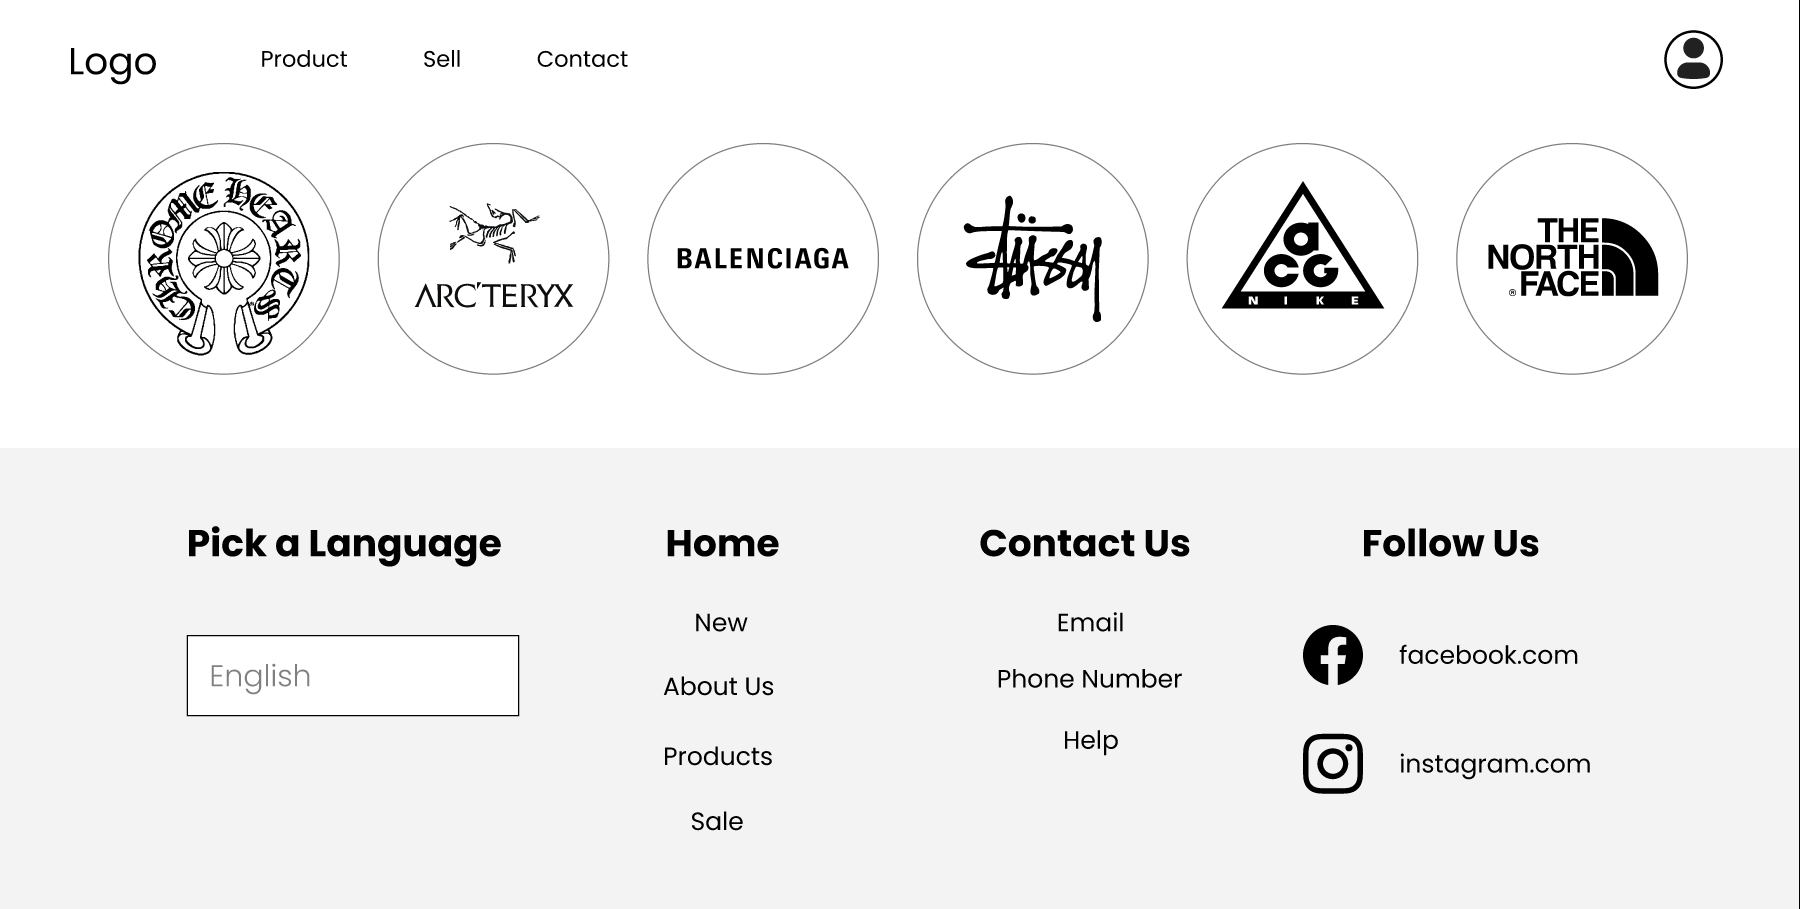 Logo
Product
Sell
Contact
CHROME HEARTS
ARC'TERYX
BALENCIAGA
Stüssy
aCG
NIKE
THE
NORTH
® FACE
Pick a Language
English
Home
New
About Us
Products
Sale
Contact Us
Email
Phone Number
Help
Follow Us
facebook.com
instagram.com